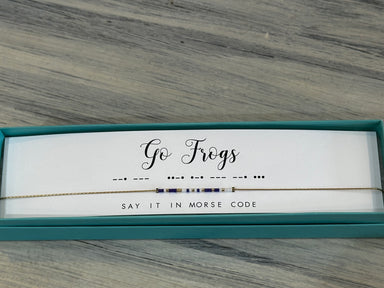 Go Frogs
--. ---   ..-. .-. --- --. ...
SAY IT IN MORSE CODE